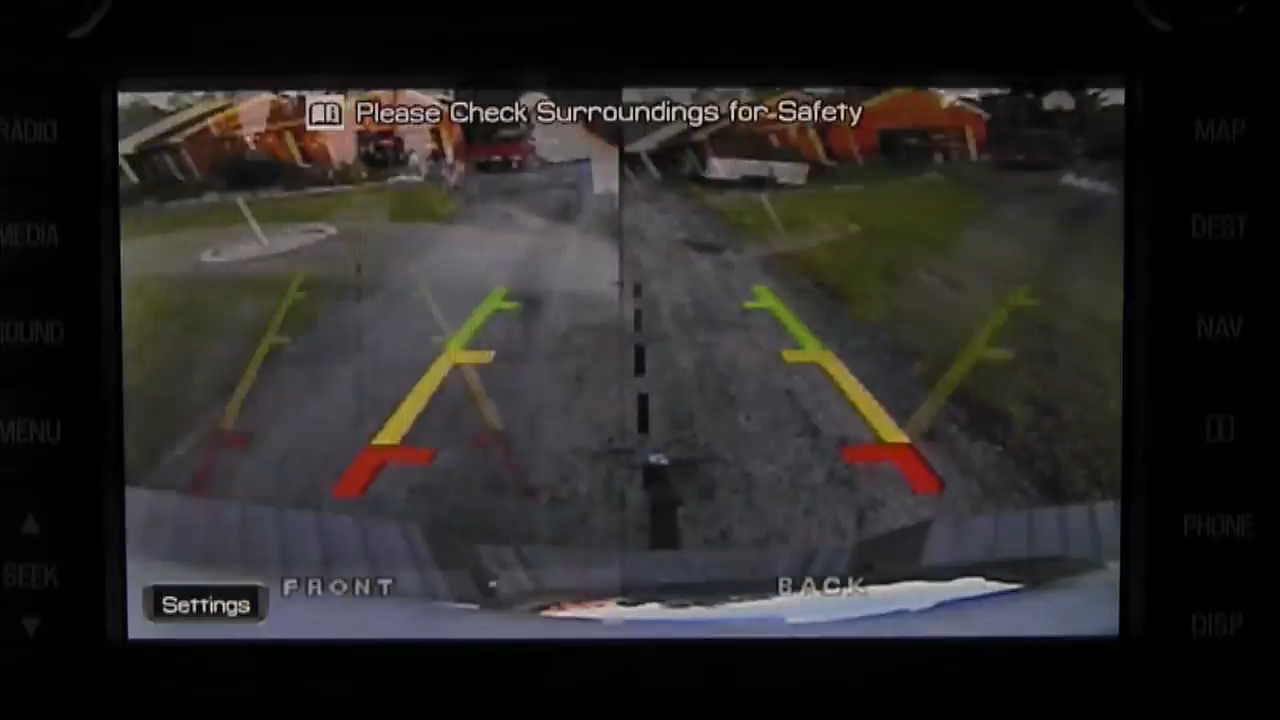 Please Check Surroundings for Safety
RADIO
MEDIA
SOUND
MENU
SEEK
MAP
DEST
NAV
PHONE
DISP
FRONT
BACK
Settings